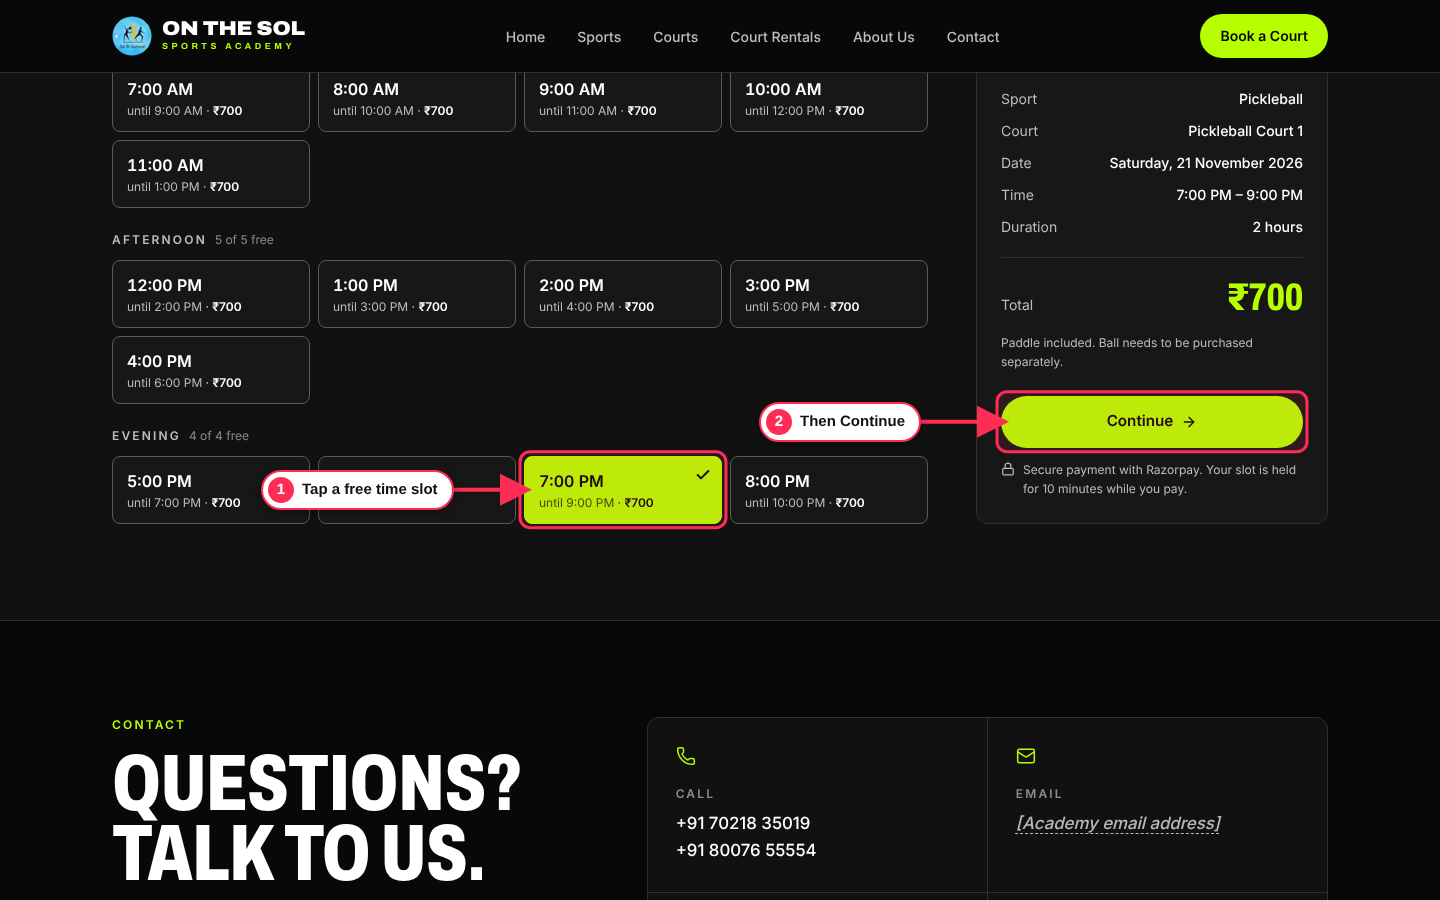 ON THE SOL
SPORTS ACADEMY
Home
Sports
Courts
Court Rentals
About Us
Contact
Book a Court
7:00 AM
until 9:00 AM · ₹700
8:00 AM
until 10:00 AM · ₹700
9:00 AM
until 11:00 AM · ₹700
10:00 AM
until 12:00 PM · ₹700
11:00 AM
until 1:00 PM · ₹700
AFTERNOON 5 of 5 free
12:00 PM
until 2:00 PM · ₹700
1:00 PM
until 3:00 PM · ₹700
2:00 PM
until 4:00 PM · ₹700
3:00 PM
until 5:00 PM · ₹700
4:00 PM
until 6:00 PM · ₹700
EVENING 4 of 4 free
5:00 PM
until 7:00 PM · ₹700
1 Tap a free time slot
7:00 PM
until 9:00 PM · ₹700
8:00 PM
until 10:00 PM · ₹700
Sport Pickleball
Court Pickleball Court 1
Date Saturday, 21 November 2026
Time 7:00 PM – 9:00 PM
Duration 2 hours
Total ₹700
Paddle included. Ball needs to be purchased
separately.
2 Then Continue
Continue →
Secure payment with Razorpay. Your slot is held
for 10 minutes while you pay.
CONTACT
QUESTIONS?
TALK TO US.
CALL
+91 70218 35019
+91 80076 55554
EMAIL
[Academy email address]